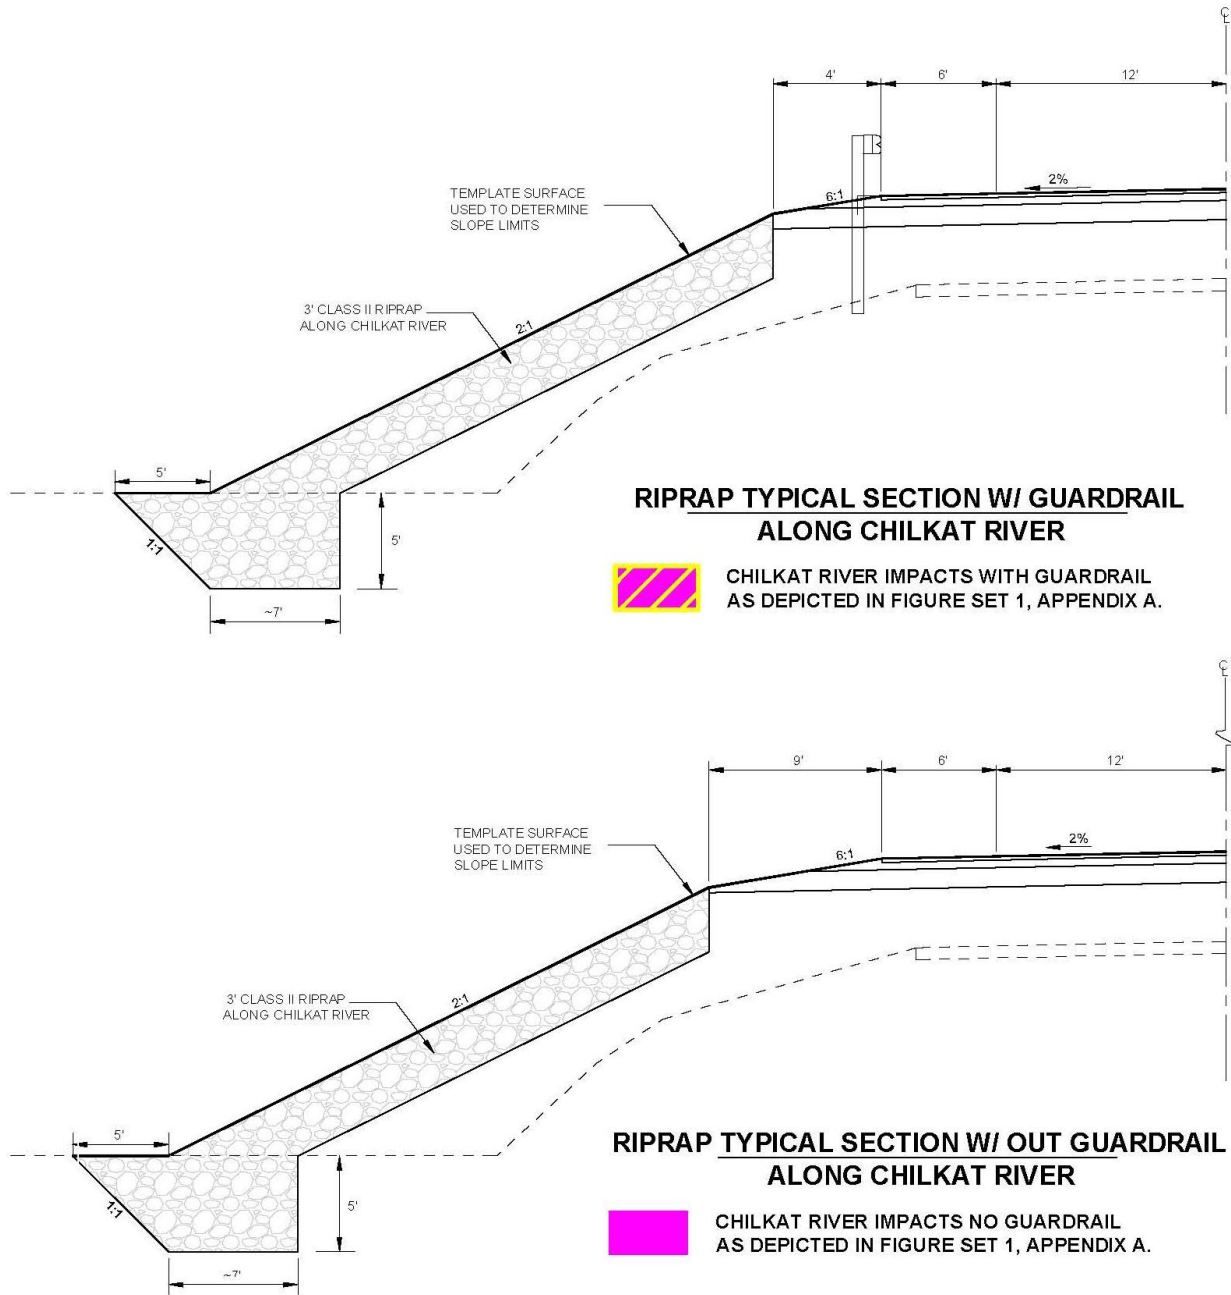 ℄
4'
6'
12'
2%
6:1
TEMPLATE SURFACE
USED TO DETERMINE
SLOPE LIMITS
3' CLASS II RIPRAP
ALONG CHILKAT RIVER
2:1
5'
1:1
5'
~7'
RIPRAP TYPICAL SECTION W/ GUARDRAIL
ALONG CHILKAT RIVER
CHILKAT RIVER IMPACTS WITH GUARDRAIL
AS DEPICTED IN FIGURE SET 1, APPENDIX A.
℄
9'
6'
12'
2%
6:1
TEMPLATE SURFACE
USED TO DETERMINE
SLOPE LIMITS
3' CLASS II RIPRAP
ALONG CHILKAT RIVER
2:1
5'
1:1
5'
~7'
RIPRAP TYPICAL SECTION W/ OUT GUARDRAIL
ALONG CHILKAT RIVER
CHILKAT RIVER IMPACTS NO GUARDRAIL
AS DEPICTED IN FIGURE SET 1, APPENDIX A.